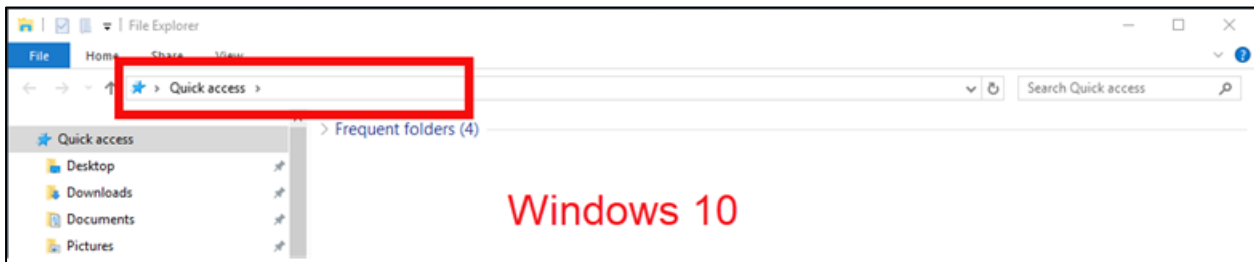 File Explorer
File Home Share View
Quick access
Search Quick access
Quick access
Frequent folders (4)
Desktop
Downloads
Documents
Pictures
Windows 10